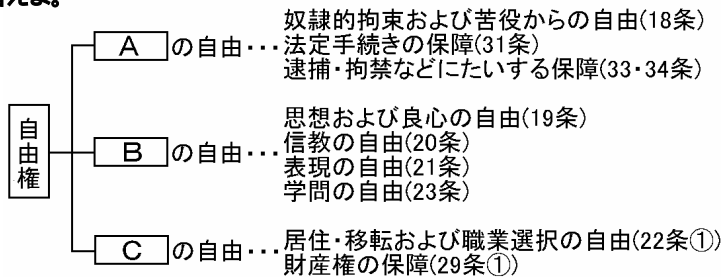 奴隷的拘束および苦役からの自由(18条)
A の自由・・・法定手続きの保障(31条)
逮捕・拘禁などにたいする保障(33・34条)
自由権
思想および良心の自由(19条)
B の自由・・・信教の自由(20条)
表現の自由(21条)
学問の自由(23条)
C の自由・・・居住・移転および職業選択の自由(22条①)
財産権の保障(29条①)